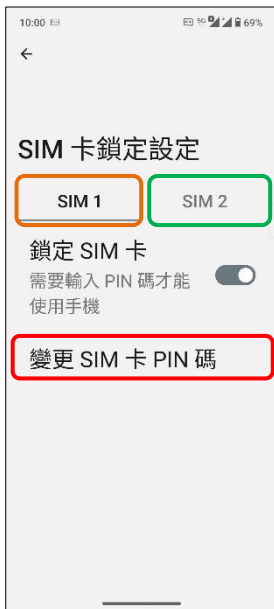 10:00 5G 69%
SIM 卡鎖定設定
SIM 1 SIM 2
鎖定 SIM 卡
需要輸入 PIN 碼才能
使用手機
變更 SIM 卡 PIN 碼